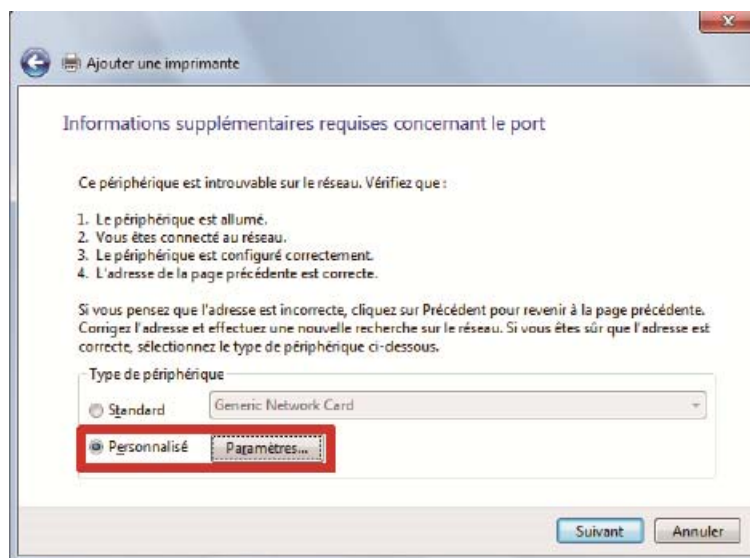 Ajouter une imprimante
Informations supplémentaires requises concernant le port
Ce périphérique est introuvable sur le réseau. Vérifiez que :
1. Le périphérique est allumé.
2. Vous êtes connecté au réseau.
3. Le périphérique est configuré correctement.
4. L'adresse de la page précédente est correcte.
Si vous pensez que l'adresse est incorrecte, cliquez sur Précédent pour revenir à la page précédente.
Corrigez l'adresse et effectuez une nouvelle recherche sur le réseau. Si vous êtes sûr que l'adresse est
correcte, sélectionnez le type de périphérique ci-dessous.
Type de périphérique
Standard Generic Network Card
Personnalisé Paramètres...
Suivant Annuler